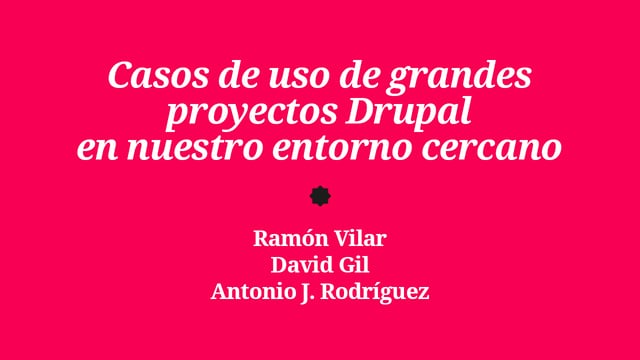 Casos de uso de grandes
proyectos Drupal
en nuestro entorno cercano
Ramón Vilar
David Gil
Antonio J. Rodríguez